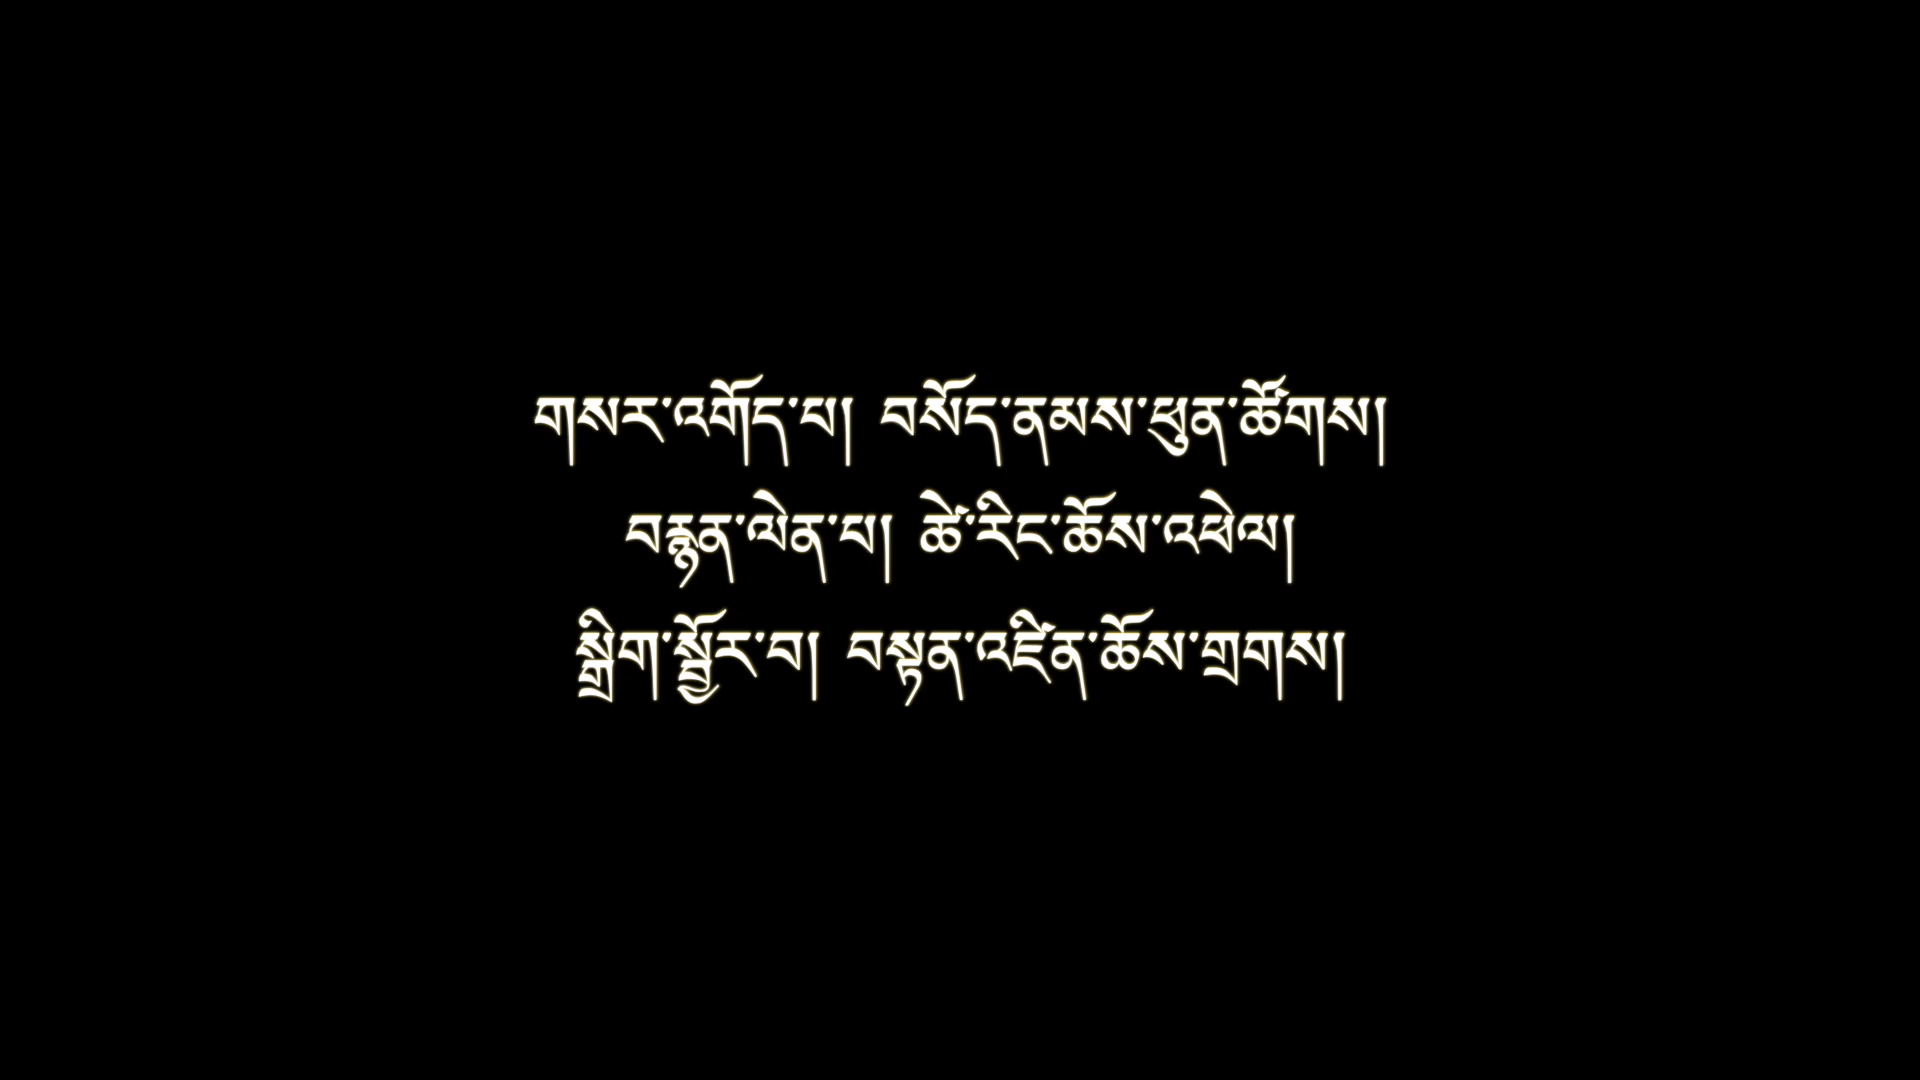 གསར་འགོད་པ། བསོད་ནམས་ཕུན་ཚོགས།
བརྙན་ལེན་པ། ཚེ་རིང་ཆོས་འཕེལ།
སྒྲིག་སྦྱོར་བ། བསྟན་འཛིན་ཆོས་གྲགས།